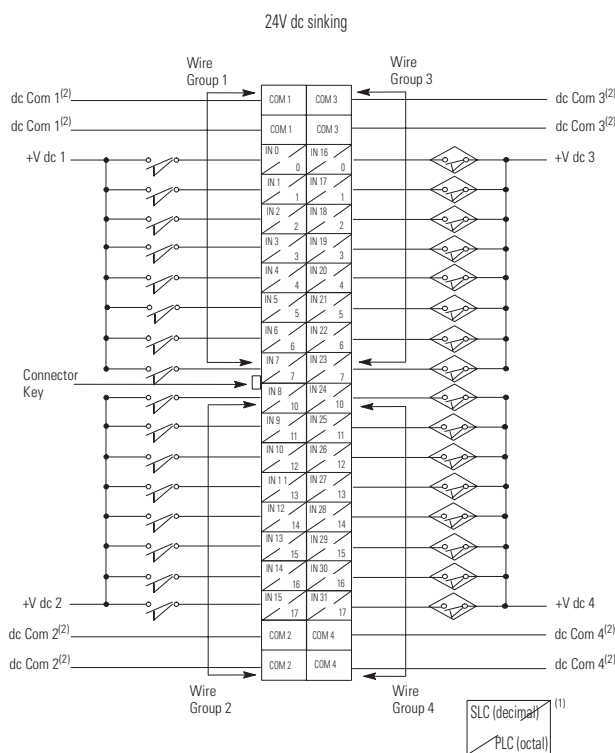 24V dc sinking
Wire Group 1
Wire Group 3
dc Com 1(2) COM 1 COM 3 dc Com 3(2)
dc Com 1(2) COM 1 COM 3 dc Com 3(2)
+V dc 1 IN 0 0 IN 16 0 +V dc 3
IN 1 1 IN 17 1
IN 2 2 IN 18 2
IN 3 3 IN 19 3
IN 4 4 IN 20 4
IN 5 5 IN 21 5
IN 6 6 IN 22 6
IN 7 7 IN 23 7
Connector Key
IN 8 10 IN 24 10
IN 9 11 IN 25 11
IN 10 12 IN 26 12
IN 1 1 13 IN 27 13
IN 12 14 IN 28 14
IN 13 15 IN 29 15
IN 14 16 IN 30 16
+V dc 2 IN 15 17 IN 31 17 +V dc 4
dc Com 2(2) COM 2 COM 4 dc Com 4(2)
dc Com 2(2) COM 2 COM 4 dc Com 4(2)
Wire Group 2
Wire Group 4
SLC (decimal) (1)
PLC (octal)